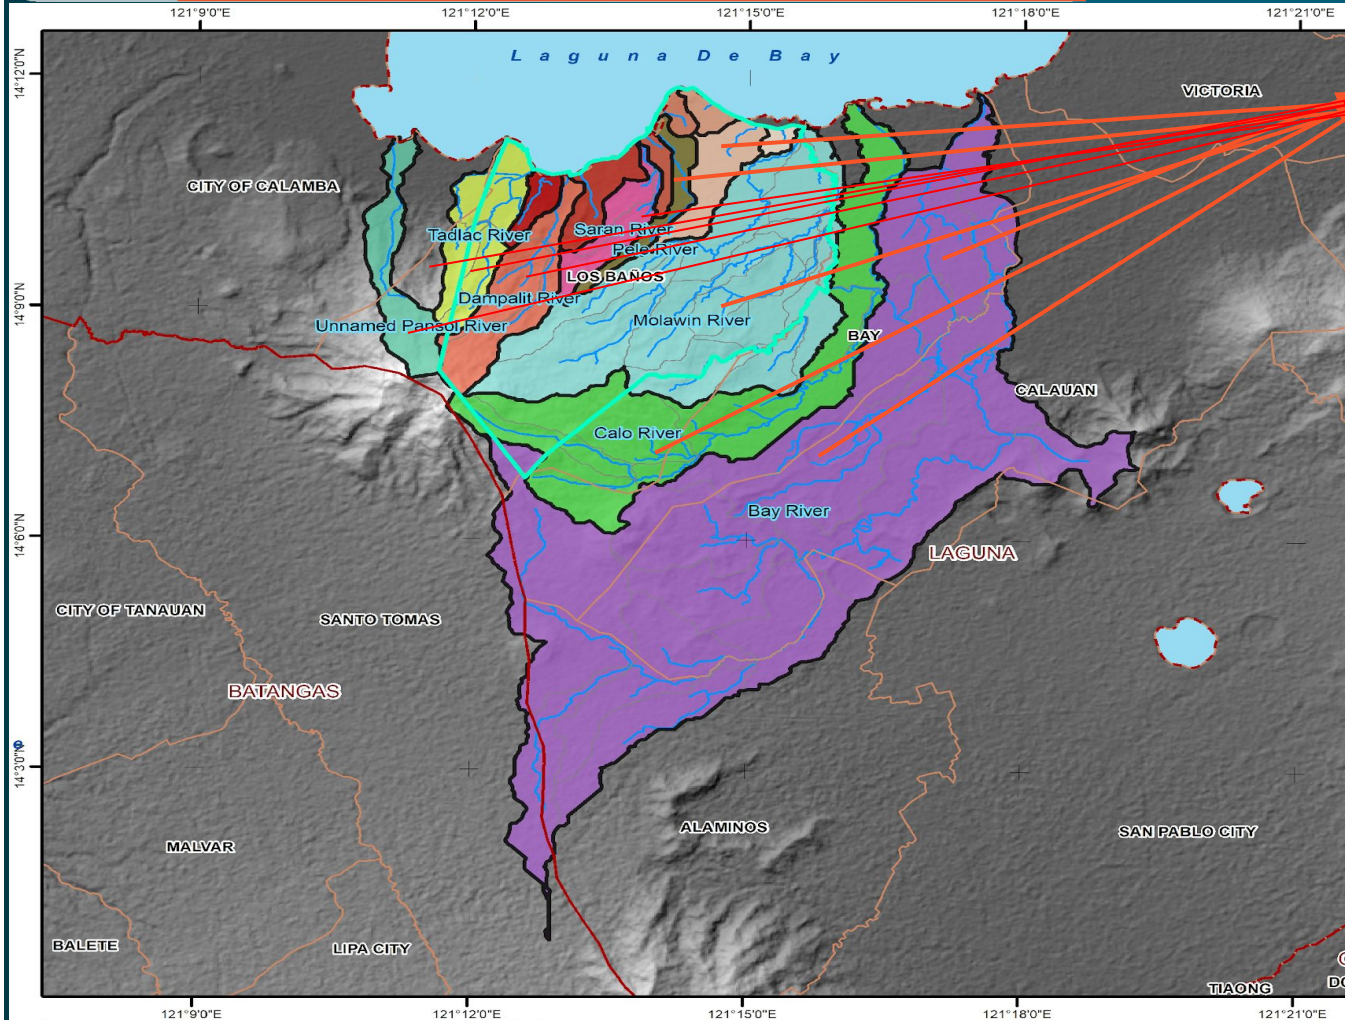 121°9'0"E
121°12'0"E
121°15'0"E
121°18'0"E
121°21'0"E
Laguna De Bay
14°12'0"N
VICTORIA
CITY OF CALAMBA
Tadlac River
Saran River
Pele River
LOS BAÑOS
Dampalit River
14°8'0"N
Unnamed Pansol River
Molawin River
BAY
CALAUAN
Calo River
Bay River
14°6'0"N
LAGUNA
CITY OF TANAUAN
SANTO TOMAS
BATANGAS
14°3'0"N
ALAMINOS
SAN PABLO CITY
MALVAR
BALETE
LIPA CITY
TIAONG
121°9'0"E
121°12'0"E
121°15'0"E
121°18'0"E
121°21'0"E